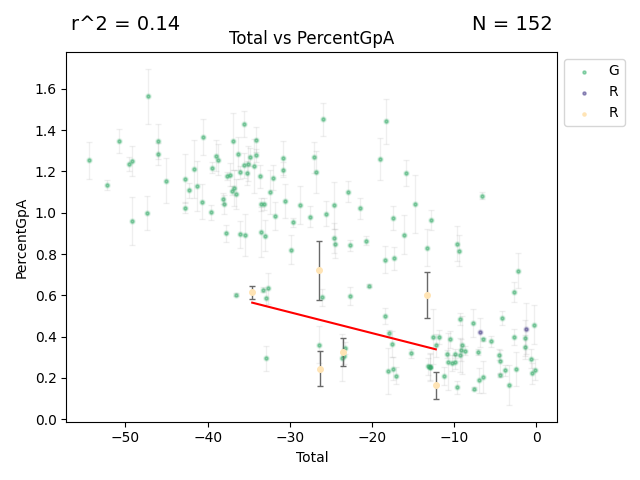 r^2 = 0.14
N = 152
Total vs PercentGpA
G
R
R
PercentGpA
1.6
1.4
1.2
1.0
0.8
0.6
0.4
0.2
0.0
−50
−40
−30
−20
−10
0
Total